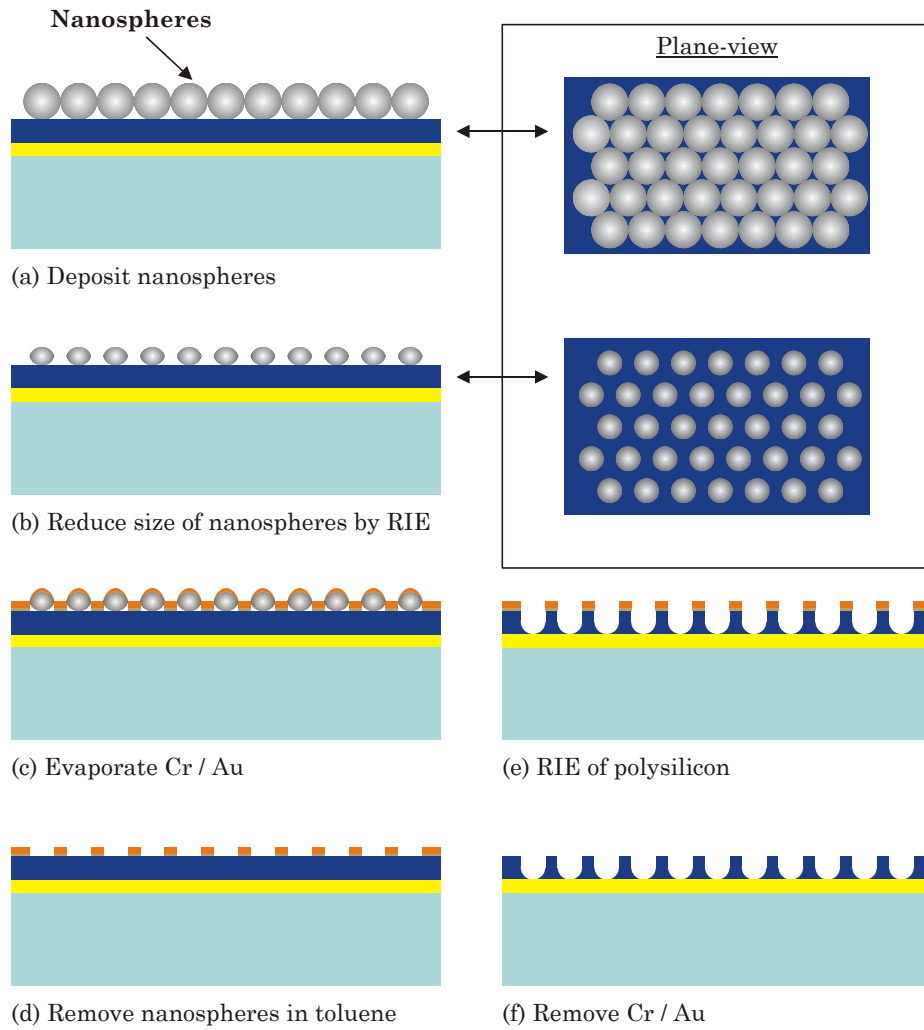 Nanospheres
Plane-view
(a) Deposit nanospheres
(b) Reduce size of nanospheres by RIE
(c) Evaporate Cr / Au
(e) RIE of polysilicon
(d) Remove nanospheres in toluene
(f) Remove Cr / Au